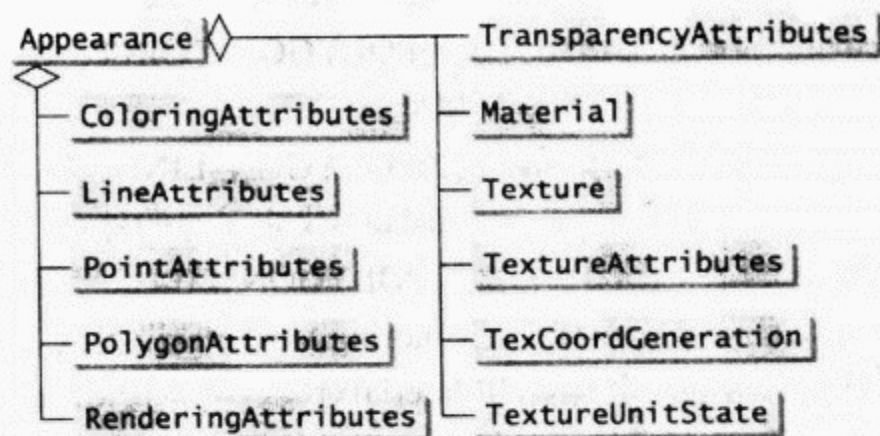 Appearance
ColoringAttributes
LineAttributes
PointAttributes
PolygonAttributes
RenderingAttributes
TransparencyAttributes
Material
Texture
TextureAttributes
TexCoordGeneration
TextureUnitState